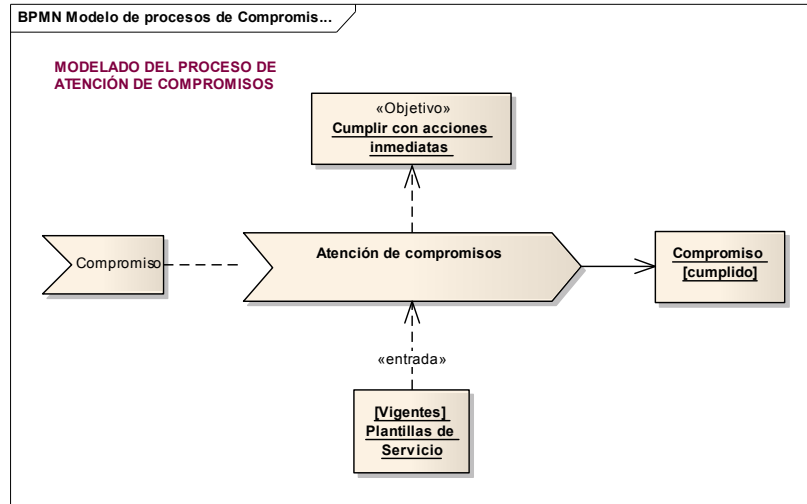 BPMN Modelo de procesos de Compromis...
MODELADO DEL PROCESO DE
ATENCIÓN DE COMPROMISOS
«Objetivo»
Cumplir con acciones
inmediatas
Compromiso
Atención de compromisos
Compromiso
[cumplido]
«entrada»
[Vigentes]
Plantillas de
Servicio